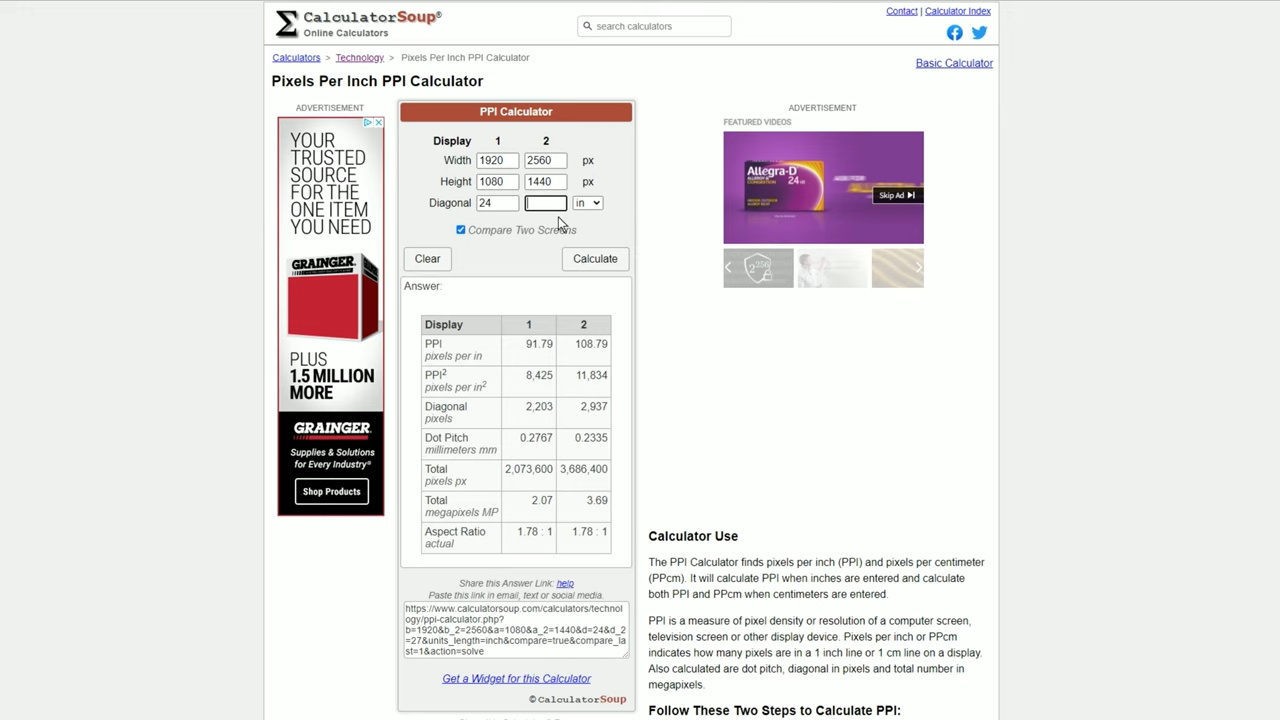 CalculatorSoup®
Online Calculators
search calculators
Contact | Calculator Index
Calculators > Technology > Pixels Per Inch PPI Calculator
Basic Calculator
Pixels Per Inch PPI Calculator
ADVERTISEMENT
YOUR
TRUSTED
SOURCE
FOR THE
ONE ITEM
YOU NEED
GRAINGER
PLUS
1.5 MILLION
MORE
GRAINGER
Supplies & Solutions
for Every Industry®
Shop Products
PPI Calculator
Display 1 2
Width 1920 2560 px
Height 1080 1440 px
Diagonal 24 in
Compare Two Screens
Clear Calculate
Answer:
Display 1 2
PPI 91.79 108.79
pixels per in
PPI2 8,425 11,834
pixels per in2
Diagonal 2,203 2,937
pixels
Dot Pitch 0.2767 0.2335
millimeters mm
Total 2,073,600 3,686,400
pixels px
Total 2.07 3.69
megapixels MP
Aspect Ratio 1.78 : 1 1.78 : 1
actual
Share this Answer Link: help
Paste this link in email, text or social media.
https://www.calculatorsoup.com/calculators/technol
ogy/ppi-calculator.php?
b=1920&b_2=2560&a=1080&a_2=1440&d=24&d_2
=27&units_length=inch&compare=true&compare_la
st=1&action=solve
Get a Widget for this Calculator
© CalculatorSoup
ADVERTISEMENT
FEATURED VIDEOS
Allegra-D
24 HR
Skip Ad
2256
Calculator Use
The PPI Calculator finds pixels per inch (PPI) and pixels per centimeter
(PPcm). It will calculate PPI when inches are entered and calculate
both PPI and PPcm when centimeters are entered.
PPI is a measure of pixel density or resolution of a computer screen,
television screen or other display device. Pixels per inch or PPcm
indicates how many pixels are in a 1 inch line or 1 cm line on a display.
Also calculated are dot pitch, diagonal in pixels and total number in
megapixels.
Follow These Two Steps to Calculate PPI: